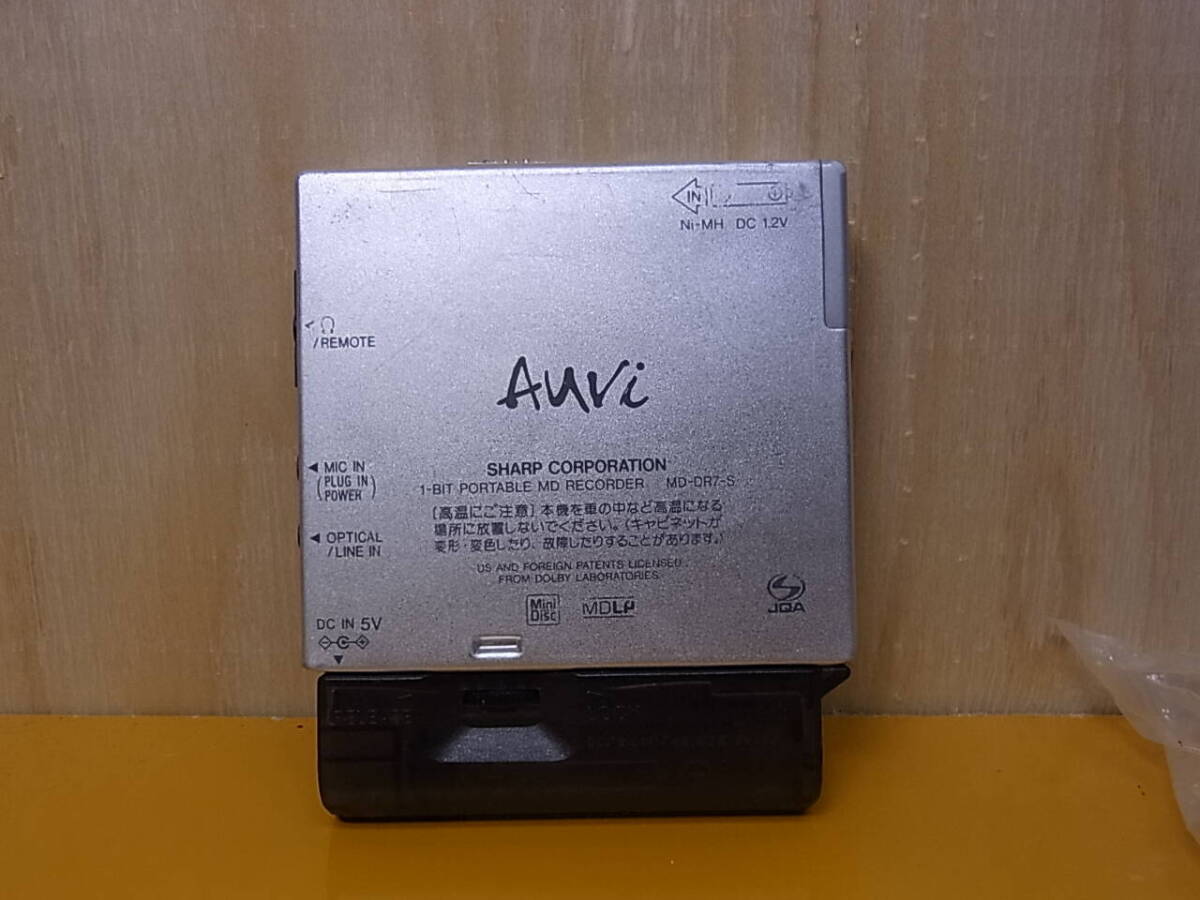 IN
Ni-MH DC 1.2V
/REMOTE
Auvi
MIC IN
(PLUG IN
POWER)
SHARP CORPORATION
1-BIT PORTABLE MD RECORDER MD-DR7-S
[高温にご注意] 本機を車の中など高温になる
場所に放置しないでください。(キャビネットが
変形・変色したり、故障したりすることがあります。)
OPTICAL
/LINE IN
US AND FOREIGN PATENTS LICENSED
FROM DOLBY LABORATORIES
Mini
Disc
MDLP
JQA
DC IN 5V
RELEASE
LOCK